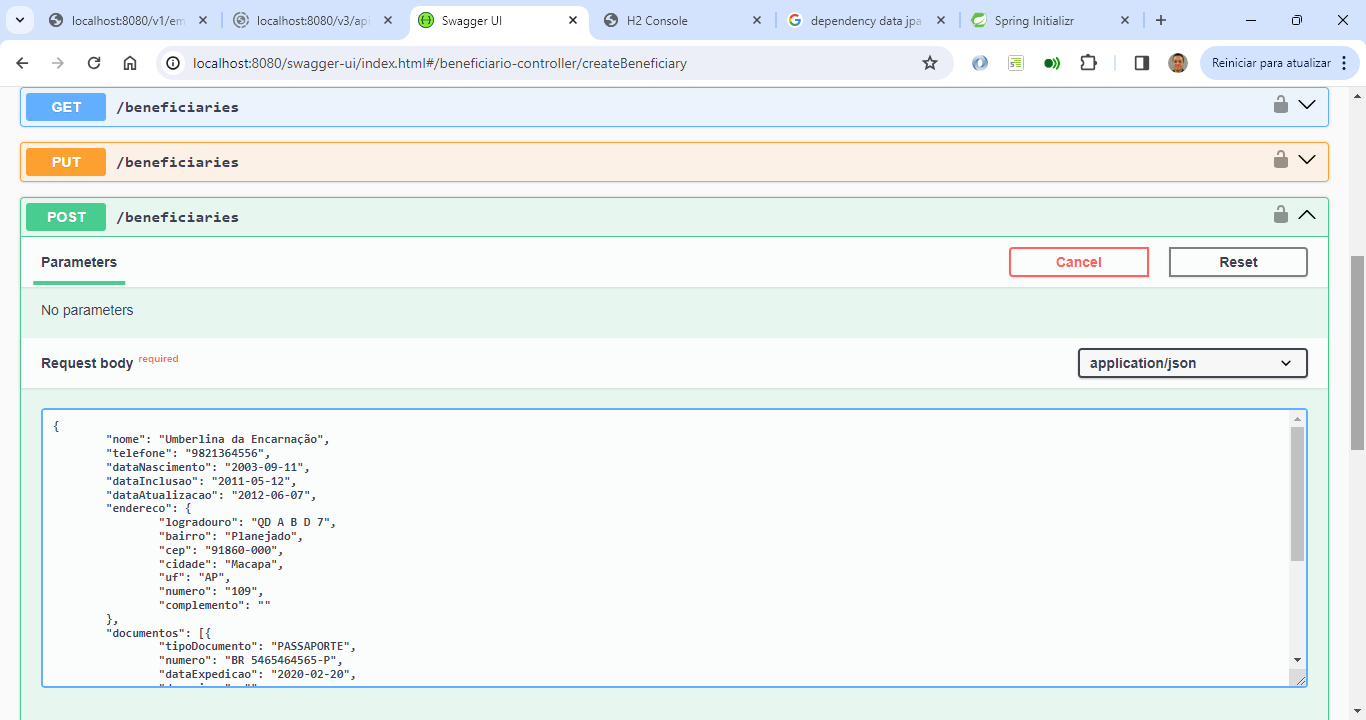 localhost:8080/v1/em
localhost:8080/v3/api
Swagger UI
H2 Console
dependency data jpa
Spring Initializr
localhost:8080/swagger-ui/index.html#/beneficiario-controller/createBeneficiary
Reiniciar para atualizar
GET /beneficiaries
PUT /beneficiaries
POST /beneficiaries
Parameters
Cancel
Reset
No parameters
Request body required
application/json
{
"nome": "Umberlina da Encarnação",
"telefone": "9821364556",
"dataNascimento": "2003-09-11",
"dataInclusao": "2011-05-12",
"dataAtualizacao": "2012-06-07",
"endereco": {
"logradouro": "QD A B D 7",
"bairro": "Planejado",
"cep": "91860-000",
"cidade": "Macapa",
"uf": "AP",
"numero": "109",
"complemento": ""
},
"documentos": [{
"tipoDocumento": "PASSAPORTE",
"numero": "BR 5465464565-P",
"dataExpedicao": "2020-02-20",